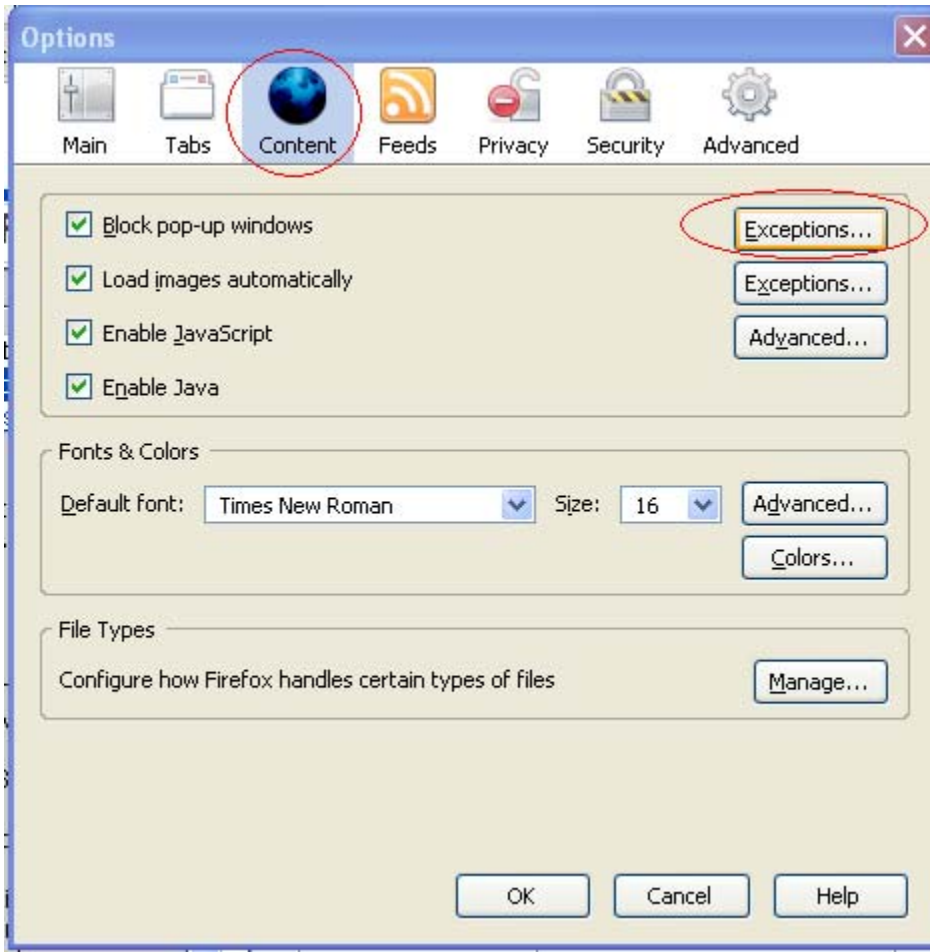 Options
Main Tabs Content Feeds Privacy Security Advanced
Block pop-up windows Exceptions...
Load images automatically Exceptions...
Enable JavaScript Advanced...
Enable Java
Fonts & Colors
Default font: Times New Roman Size: 16 Advanced...
Colors...
File Types
Configure how Firefox handles certain types of files Manage...
OK Cancel Help